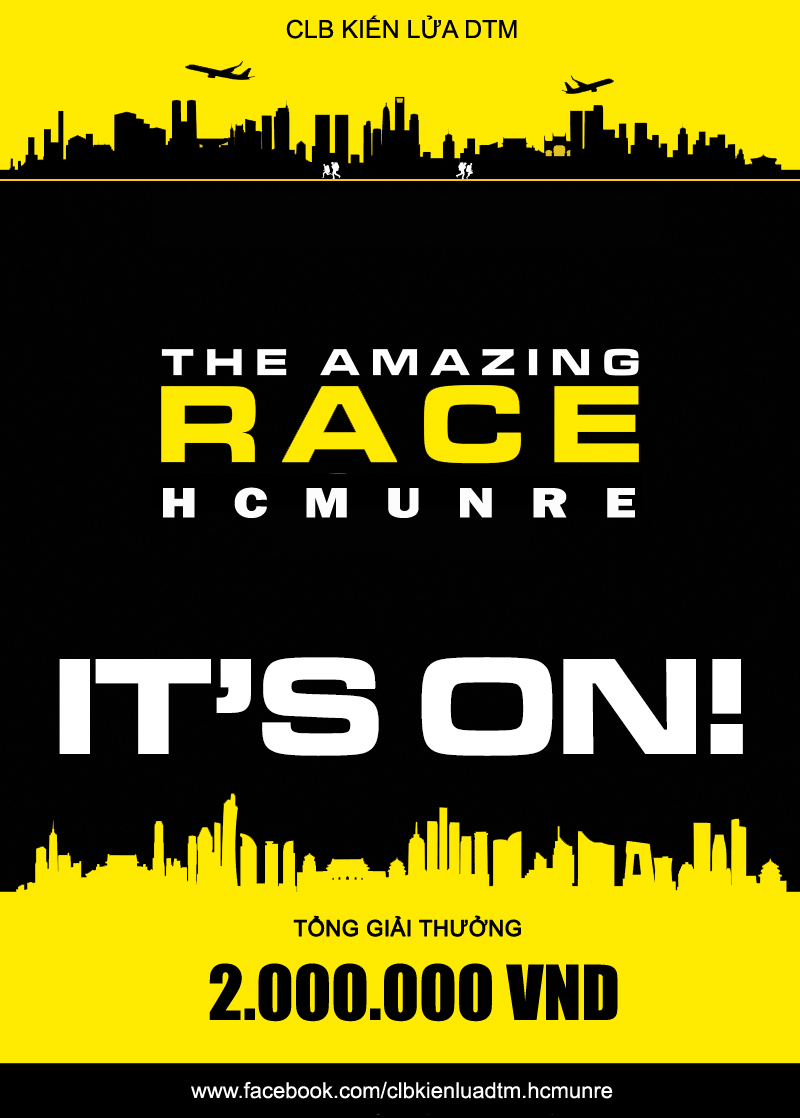 CLB KIẾN LỬA DTM
THE AMAZING
RACE
HCMUNRE
IT'S ON!
TỔNG GIẢI THƯỞNG
2.000.000 VND
www.facebook.com/clbkienluadtm.hcmunre